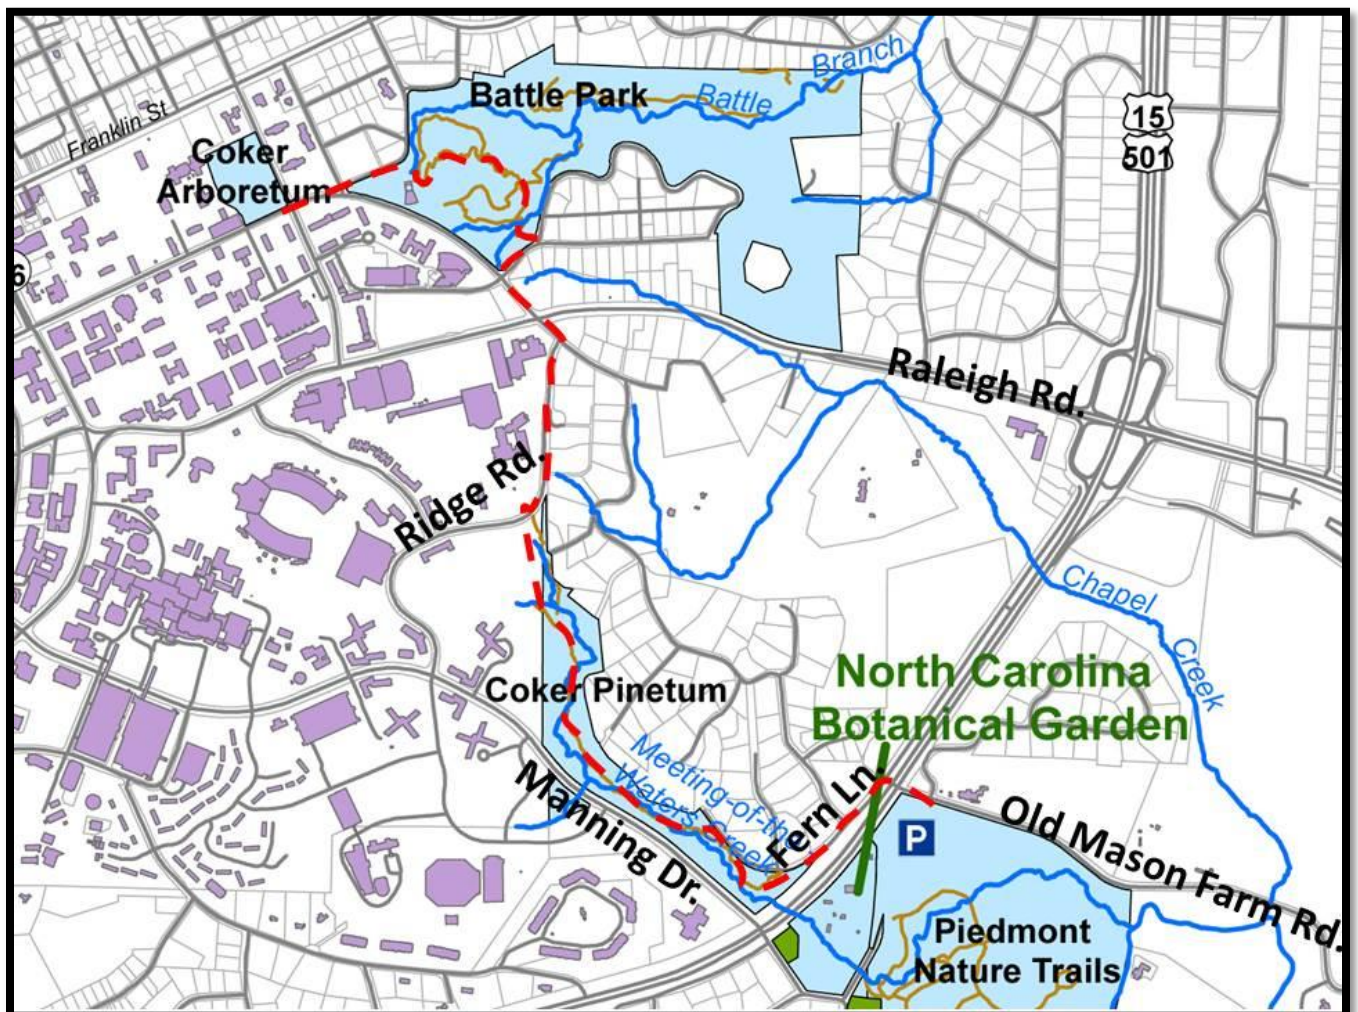 Franklin St
Coker
Arboretum
Battle Park
Battle
Branch
15
501
6
Raleigh Rd.
Ridge Rd.
Chapel
Creek
North Carolina
Botanical Garden
Coker Pinetum
Meeting-of-the
Waters Creek
Fern Ln.
Manning Dr.
P
Old Mason Farm Rd.
Piedmont
Nature Trails